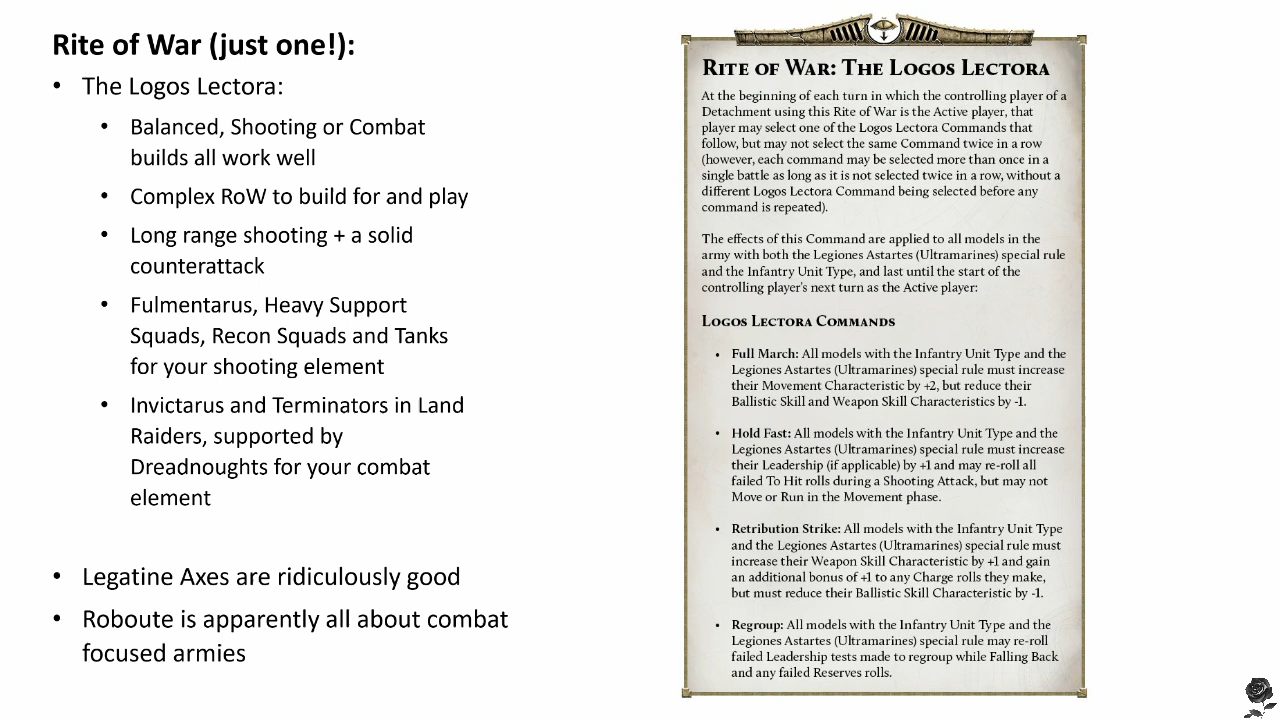 Rite of War (just one!):
• The Logos Lectora:
• Balanced, Shooting or Combat
builds all work well
• Complex RoW to build for and play
• Long range shooting + a solid
counterattack
• Fulmentarus, Heavy Support
Squads, Recon Squads and Tanks
for your shooting element
• Invictarus and Terminators in Land
Raiders, supported by
Dreadnoughts for your combat
element
• Legatine Axes are ridiculously good
• Roboute is apparently all about combat
focused armies
Rite of War: The Logos Lectora
At the beginning of each turn in which the controlling player of a
Detachment using this Rite of War is the Active player, that
player may select one of the Logos Lectora Commands that
follow, but may not select the same Command twice in a row
(however, each command may be selected more than once in a
single battle as long as it is not selected twice in a row, without a
different Logos Lectora Command being selected before any
command is repeated).
The effects of this Command are applied to all models in the
army with both the Legiones Astartes (Ultramarines) special rule
and the Infantry Unit Type, and last until the start of the
controlling player's next turn as the Active player:
Logos Lectora Commands
• Full March: All models with the Infantry Unit Type and the
Legiones Astartes (Ultramarines) special rule must increase
their Movement Characteristic by +2, but reduce their
Ballistic Skill and Weapon Skill Characteristics by -1.
• Hold Fast: All models with the Infantry Unit Type and the
Legiones Astartes (Ultramarines) special rule must increase
their Leadership (if applicable) by +1 and may re-roll all
failed To Hit rolls during a Shooting Attack, but may not
Move or Run in the Movement phase.
• Retribution Strike: All models with the Infantry Unit Type
and the Legiones Astartes (Ultramarines) special rule must
increase their Weapon Skill Characteristic by +1 and gain
an additional bonus of +1 to any Charge rolls they make,
but must reduce their Ballistic Skill Characteristic by -1.
• Regroup: All models with the Infantry Unit Type and the
Legiones Astartes (Ultramarines) special rule may re-roll
failed Leadership tests made to regroup while Falling Back
and any failed Reserves rolls.